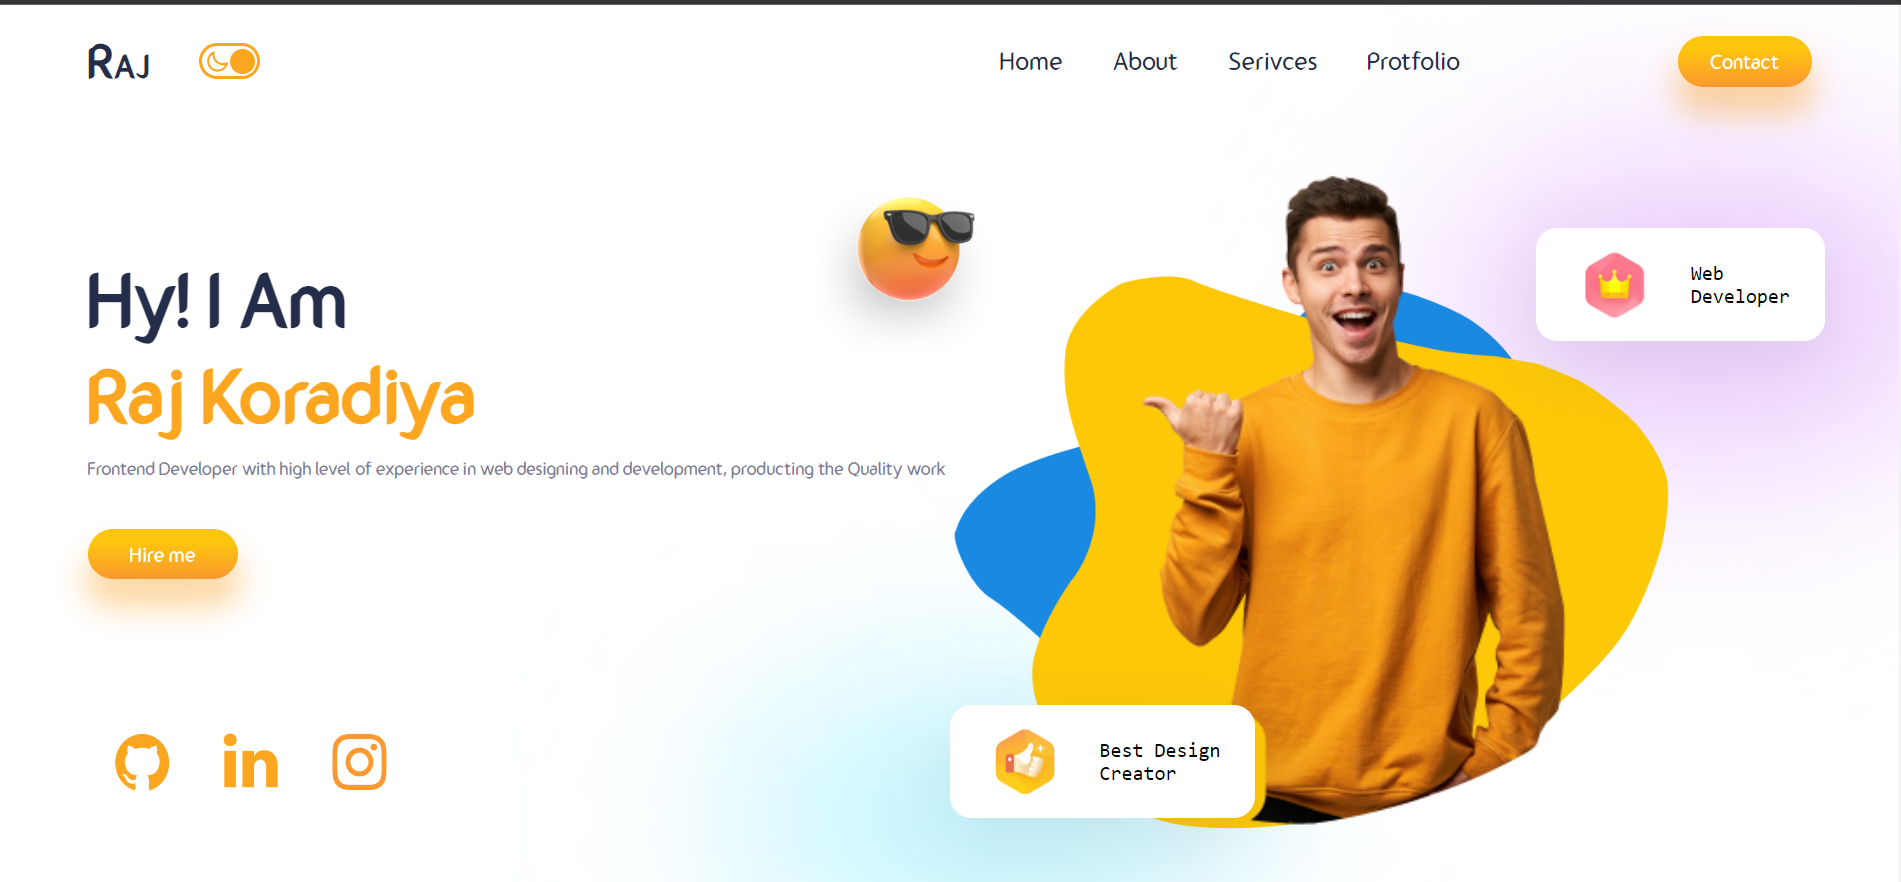 Raj
Home About Serivces Protfolio
Contact
Web
Developer
Hy! I Am
Raj Koradiya
Frontend Developer with high level of experience in web designing and development, producting the Quality work
Hire me
in
Best Design
Creator